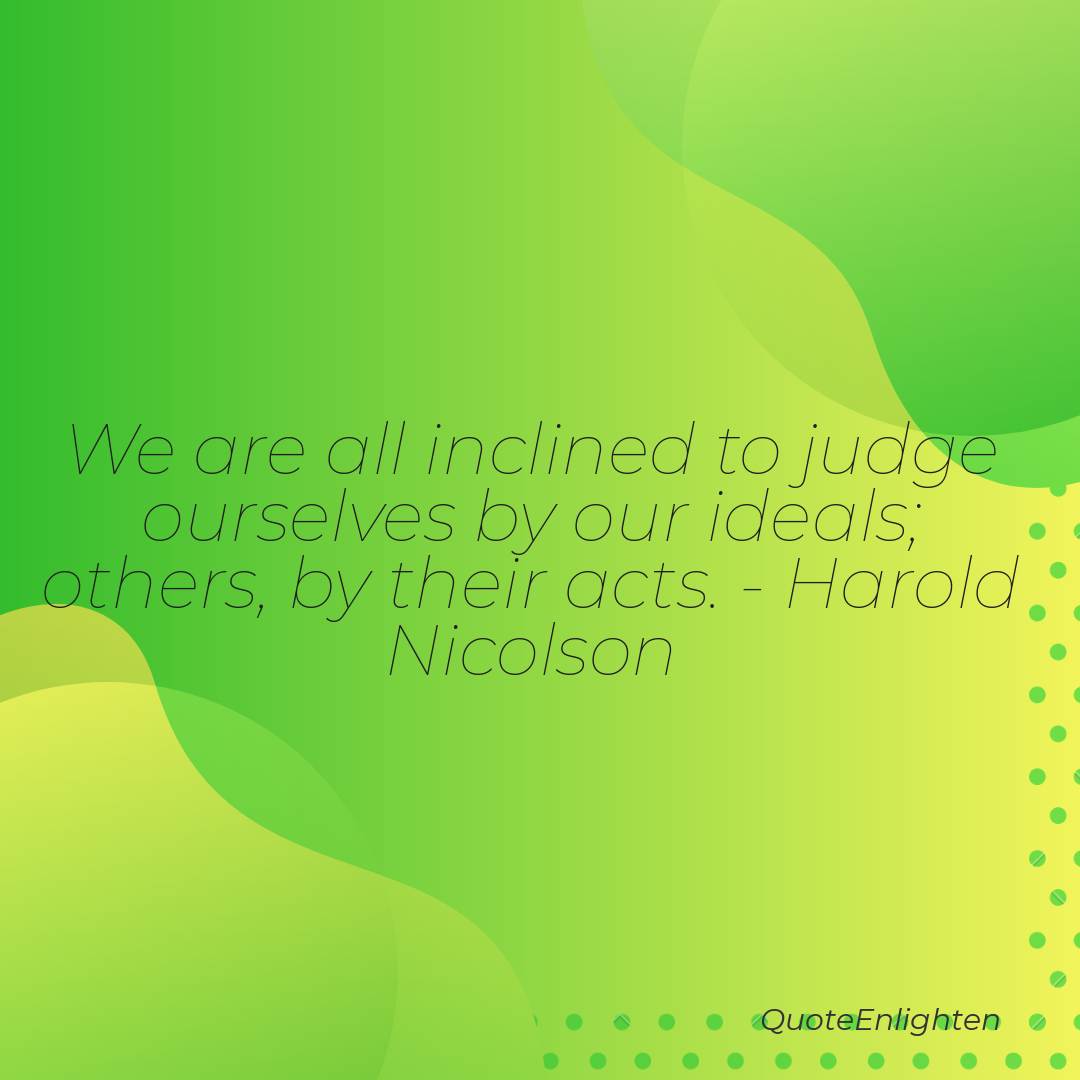 We are all inclined to judge
ourselves by our ideals;
others, by their acts. - Harold
Nicolson
QuoteEnlighten